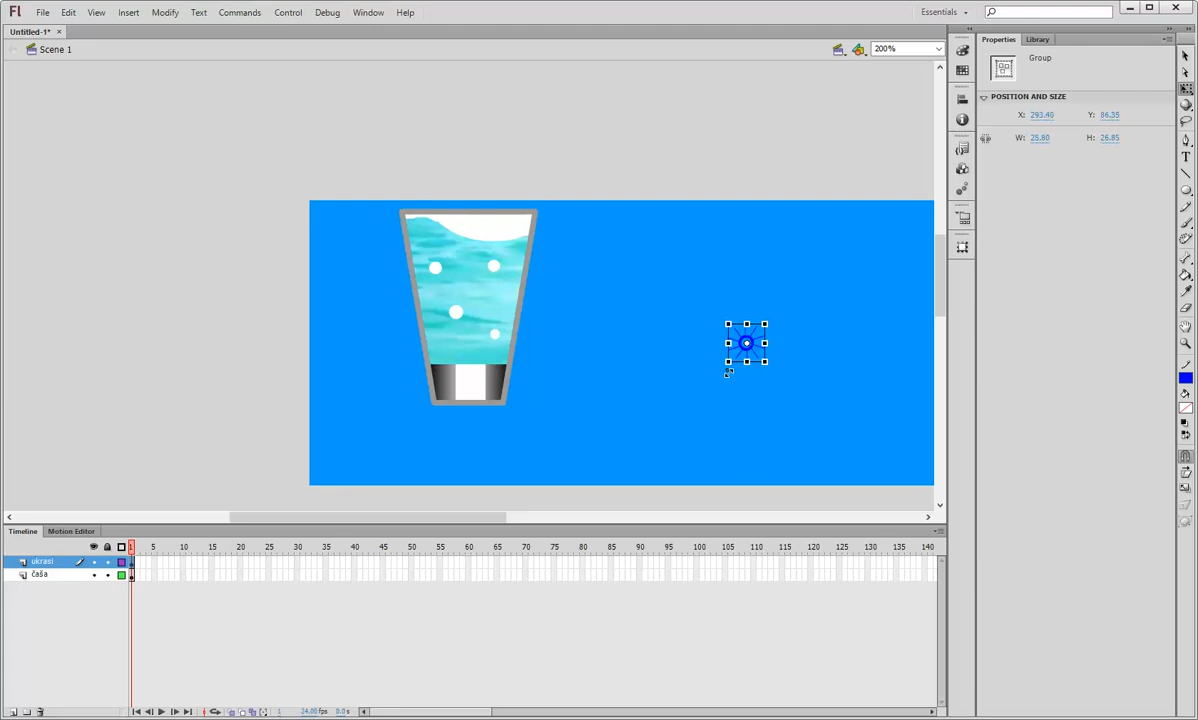 Fl File Edit View Insert Modify Text Commands Control Debug Window Help Essentials
Untitled-1* ×
Scene 1 200%
Properties Library
Group
POSITION AND SIZE
X: 293.40 Y: 86.35
W: 25.80 H: 26.85
Timeline Motion Editor
1 5 10 15 20 25 30 35 40 45 50 55 60 65 70 75 80 85 90 95 100 105 110 115 120 125 130 135 140
ukrasi
čaša
1 24.00 fps 0.0 s